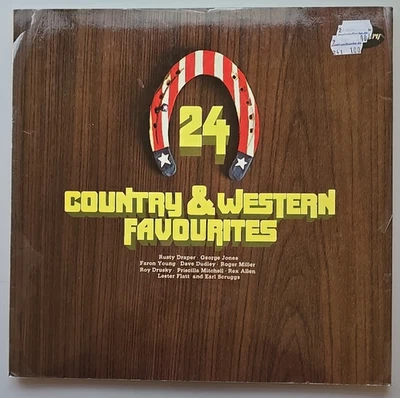 24
COUNTRY & WESTERN
FAVOURITES
Rusty Draper · George Jones
Faron Young · Dave Dudley · Roger Miller
Roy Drusky · Priscilla Mitchell · Rex Allen
Lester Flatt and Earl Scruggs